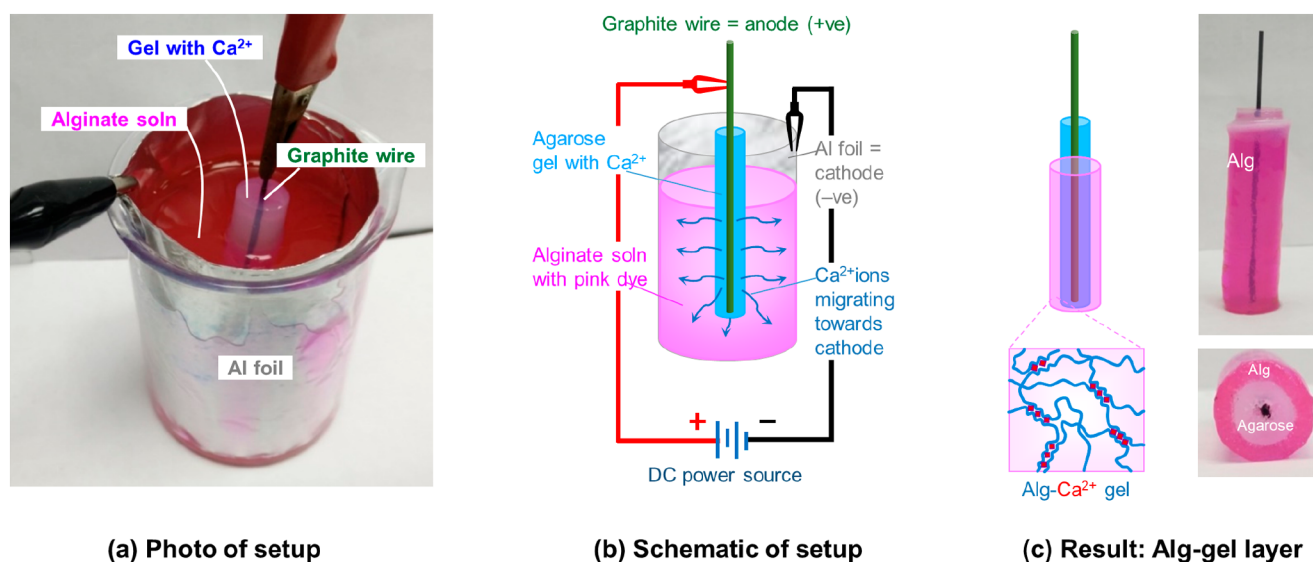 Gel with Ca²⁺
Alginate soln
Graphite wire
Al foil
(a) Photo of setup
Graphite wire = anode (+ve)
Agarose
gel with Ca²⁺
Al foil =
cathode
(–ve)
Alginate soln
with pink dye
Ca²⁺ions
migrating
towards
cathode
+
–
DC power source
(b) Schematic of setup
Alg
Alg
Agarose
Alg-Ca²⁺ gel
(c) Result: Alg-gel layer